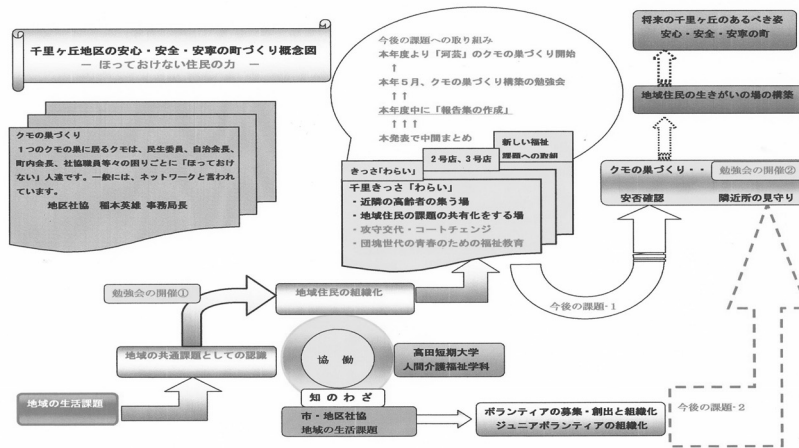 千里ヶ丘地区の安心・安全・安寧の町づくり概念図
－ ほっておけない住民の力 －
クモの巣づくり
１つのクモの巣に居るクモは、民生委員、自治会長、
町内会長、社協職員等々の困りごとに「ほっておけ
ない」人達です。一般には、ネットワークと言われ
ています。
地区社協 稲本英雄 事務局長
今後の課題への取り組み
本年度より「河芸」のクモの巣づくり開始
↑
本年５月、クモの巣づくり構築の勉強会
↑↑
本年度中に「報告集の作成」
↑↑↑
本発表で中間まとめ
新しい福祉
課題への取組
２号店、３号店
きっさ「わらい」
千里きっさ「わらい」
・近隣の高齢者の集う場
・地域住民の課題の共有化をする場
・攻守交代・コートチェンジ
・団塊世代の青春のための福祉教育
将来の千里ヶ丘のあるべき姿
安心・安全・安寧の町
地域住民の生きがいの場の構築
クモの巣づくり・・
勉強会の開催②
安否確認
隣近所の見守り
今後の課題-1
勉強会の開催①
地域住民の組織化
地域の共通課題としての認識
地域の生活課題
協 働
知のわざ
高田短期大学
人間介護福祉学科
市・地区社協
地域の生活課題
ボランティアの募集・創出と組織化
ジュニアボランティアの組織化
今後の課題-2